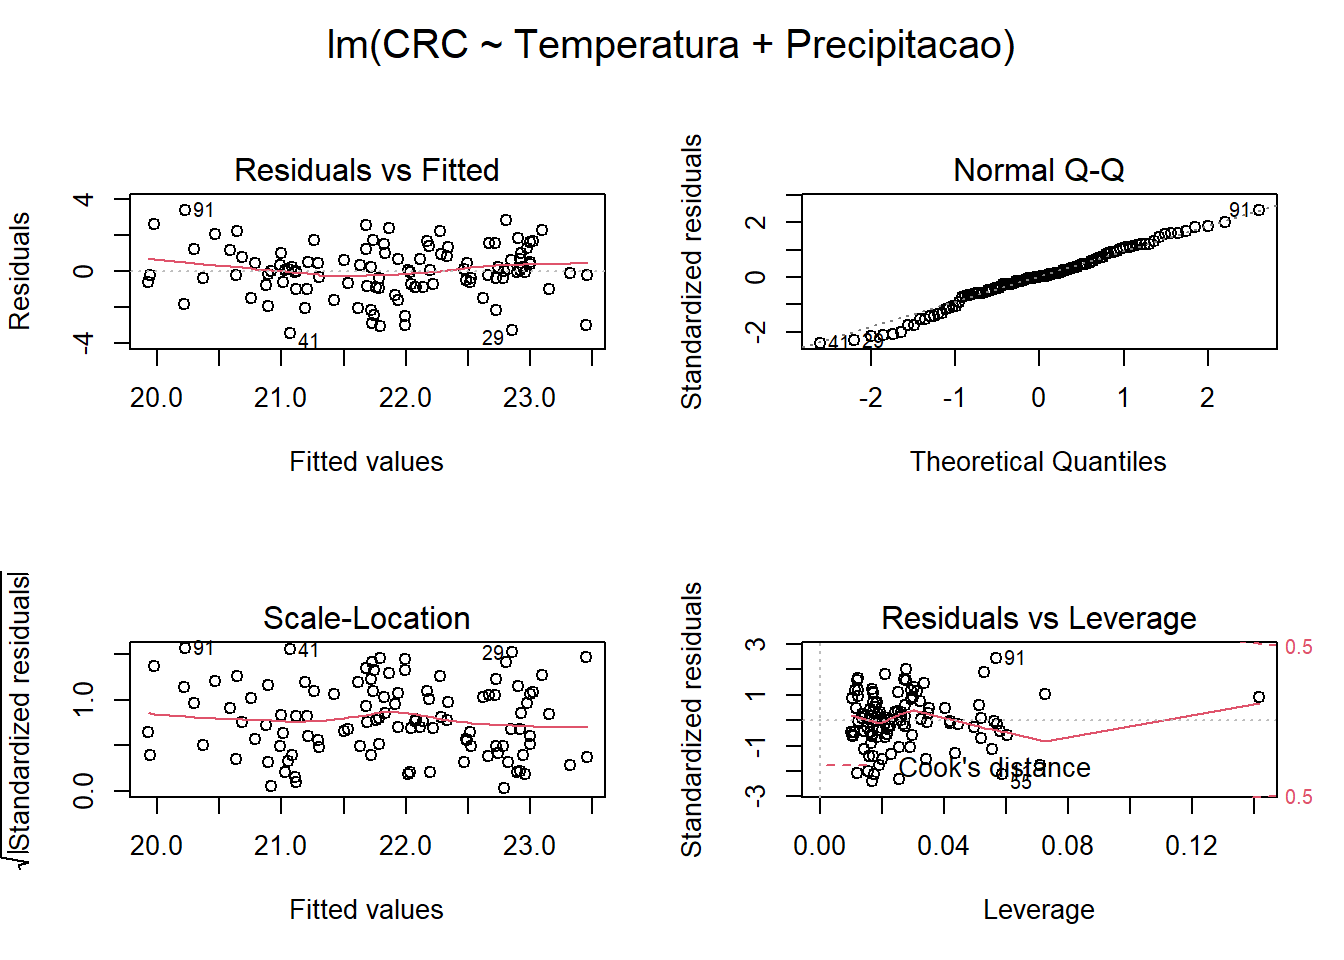 lm(CRC ~ Temperatura + Precipitacao)
Residuals vs Fitted
Residuals
4
0
-4
91
41
29
20.0 21.0 22.0 23.0
Fitted values
Normal Q-Q
Standardized residuals
2
0
-2
91
41
29
-2 -1 0 1 2
Theoretical Quantiles
Scale-Location
√|Standardized residuals|
1.0
0.0
91
41
29
20.0 21.0 22.0 23.0
Fitted values
Residuals vs Leverage
Standardized residuals
3
1
-1
-3
0.5
91
Cook's distance
55
0.5
0.00 0.04 0.08 0.12
Leverage